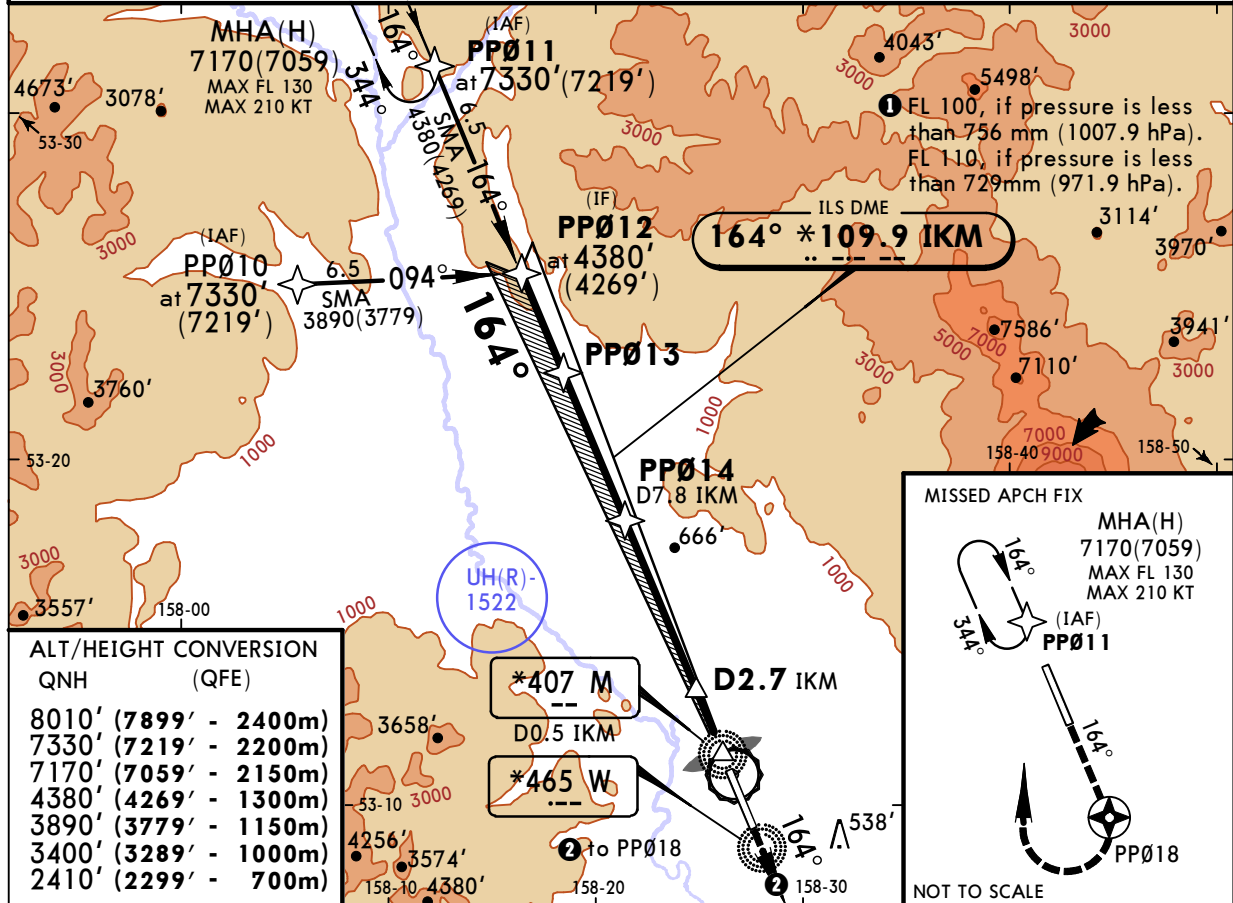 MHA(H)
7170(7059)
MAX FL 130
MAX 210 KT
164°
344°
(IAF)
PPØ11
at 7330' (7219')
6.5
SMA
4380(4269)
164°
4673'
3078'
53-30
3000
3000
4043'
3000
5498'
3000
❶ FL 100, if pressure is less
than 756 mm (1007.9 hPa).
FL 110, if pressure is less
than 729mm (971.9 hPa).
ILS DME
164° *109.9 IKM
.. -.- --
3114'
3970'
(IF)
PPØ12
at 4380'
(4269')
(IAF)
PPØ10
at 7330'
(7219')
6.5
094°
SMA
3890(3779)
164°
PPØ13
7586'
7000
5000
3000
7110'
3941'
3000
3000
3760'
1000
1000
7000
9000
158-40
158-50
53-20
PPØ14
D7.8 IKM
666'
1000
3000
3557'
158-00
UH(R)-
1522
1000
MISSED APCH FIX
MHA(H)
7170(7059)
MAX FL 130
MAX 210 KT
164°
344°
(IAF)
PPØ11
164°
PPØ18
NOT TO SCALE
ALT/HEIGHT CONVERSION
QNH (QFE)
8010' (7899' - 2400m)
7330' (7219' - 2200m)
7170' (7059' - 2150m)
4380' (4269' - 1300m)
3890' (3779' - 1150m)
3400' (3289' - 1000m)
2410' (2299' - 700m)
*407 M
--
D0.5 IKM
D2.7 IKM
*465 W
.--
3658'
3000
53-10
4256'
3574'
158-10
4380'
❷ to PPØ18
158-20
164°
538'
❷
158-30